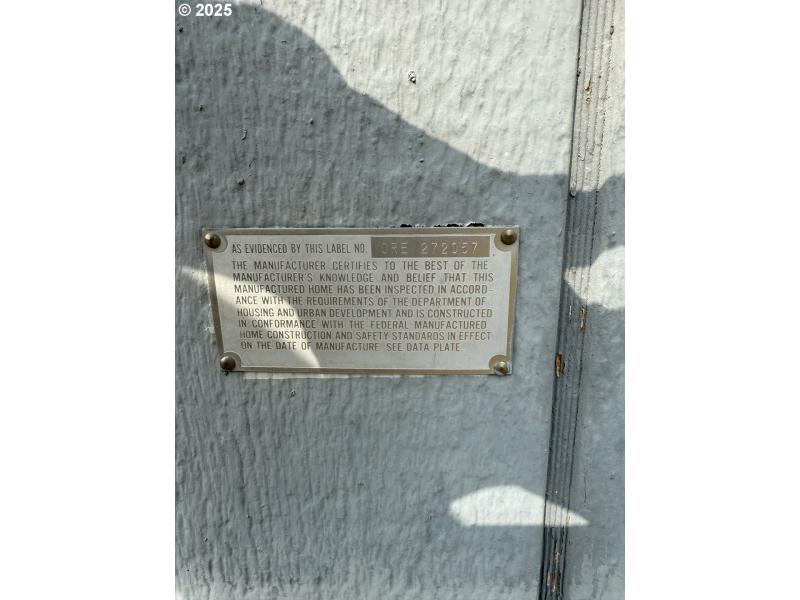 © 2025
AS EVIDENCED BY THIS LABEL NO. ORE 272057
THE MANUFACTURER CERTIFIES TO THE BEST OF THE
MANUFACTURER'S KNOWLEDGE AND BELIEF THAT THIS
MANUFACTURED HOME HAS BEEN INSPECTED IN ACCORD-
ANCE WITH THE REQUIREMENTS OF THE DEPARTMENT OF
HOUSING AND URBAN DEVELOPMENT AND IS CONSTRUCTED
IN CONFORMANCE WITH THE FEDERAL MANUFACTURED
HOME CONSTRUCTION AND SAFETY STANDARDS IN EFFECT
ON THE DATE OF MANUFACTURE. SEE DATA PLATE.